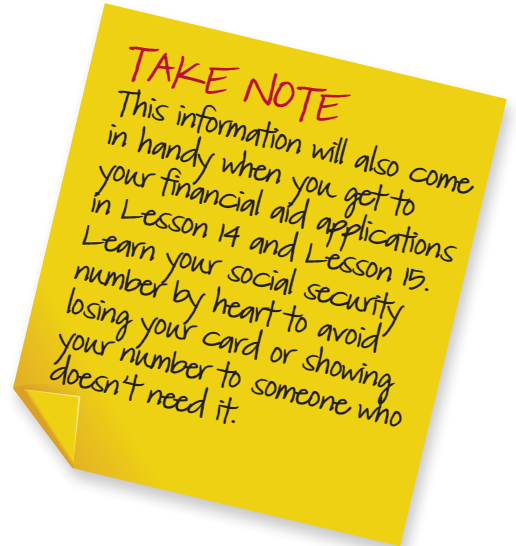 TAKE NOTE
This information will also come
in handy when you get to
your financial aid applications
in Lesson 14 and Lesson 15.
Learn your social security
number by heart to avoid
losing your card or showing
your number to someone who
doesn't need it.